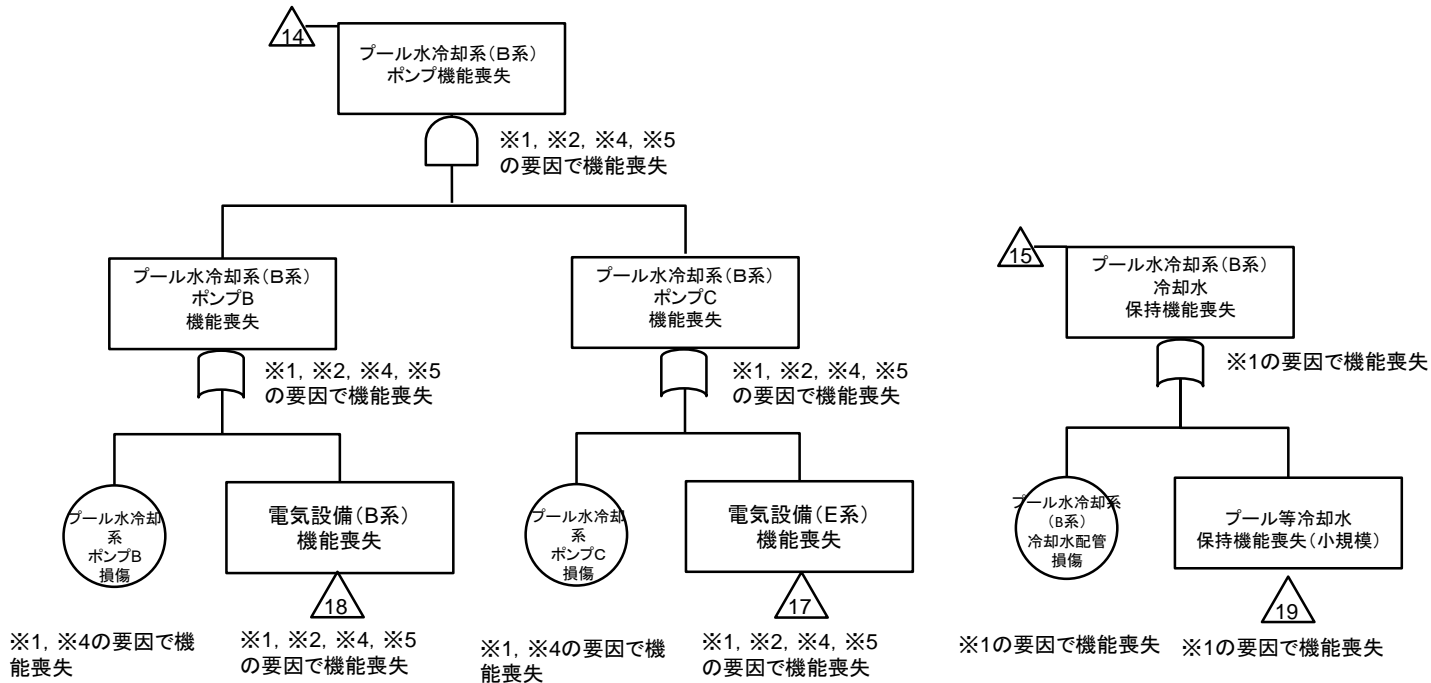 14
プール水冷却系(B系)
ポンプ機能喪失
※1, ※2, ※4, ※5
の要因で機能喪失
プール水冷却系(B系)
ポンプB
機能喪失
※1, ※2, ※4, ※5
の要因で機能喪失
プール水冷却系(B系)
ポンプC
機能喪失
※1, ※2, ※4, ※5
の要因で機能喪失
プール水冷却
系
ポンプB
損傷
※1, ※4の要因で機
能喪失
電気設備(B系)
機能喪失
18
※1, ※2, ※4, ※5
の要因で機能喪失
プール水冷却
系
ポンプC
損傷
※1, ※4の要因で機
能喪失
電気設備(E系)
機能喪失
17
※1, ※2, ※4, ※5
の要因で機能喪失
15
プール水冷却系(B系)
冷却水
保持機能喪失
※1の要因で機能喪失
プール水冷却系
(B系)
冷却水配管
損傷
※1の要因で機能喪失
プール等冷却水
保持機能喪失(小規模)
19
※1の要因で機能喪失